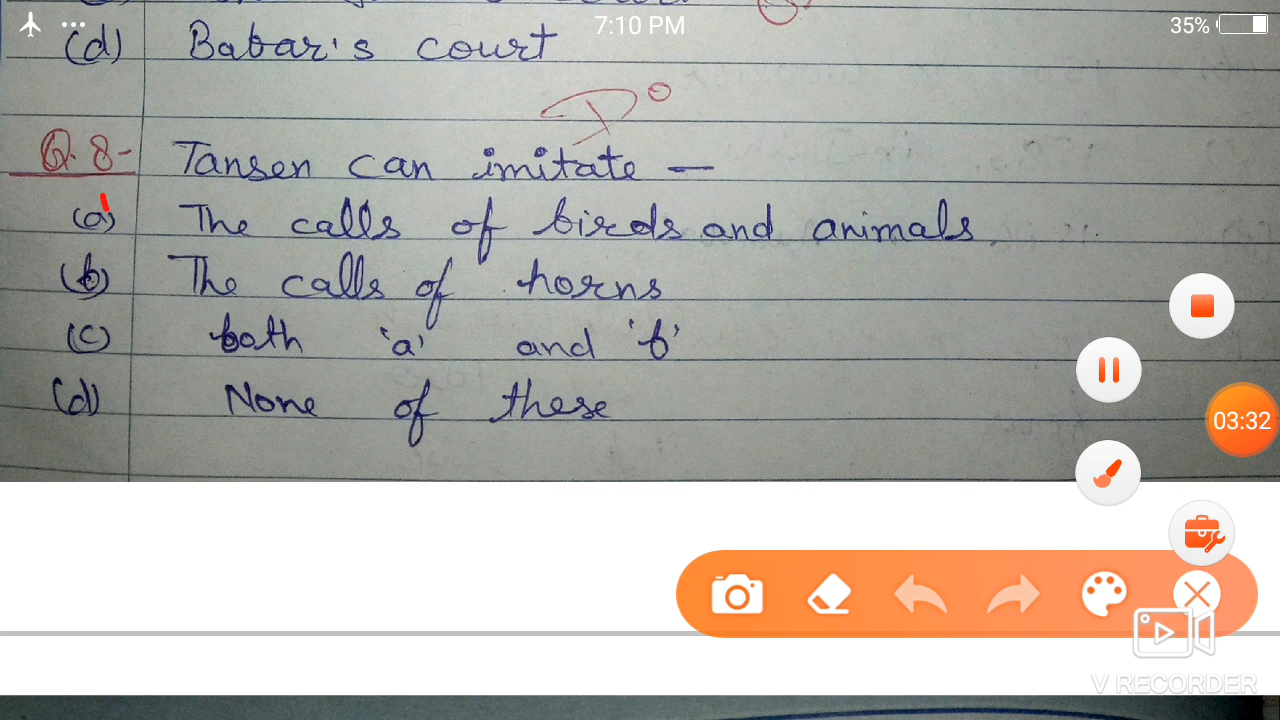 7:10 PM
35%
(d) Babar's court
Q.8- Tansen can imitate —
(a) The calls of birds and animals
(b) The calls of horns
(c) both 'a' and 'b'
(d) None of these
03:32
V RECORDER